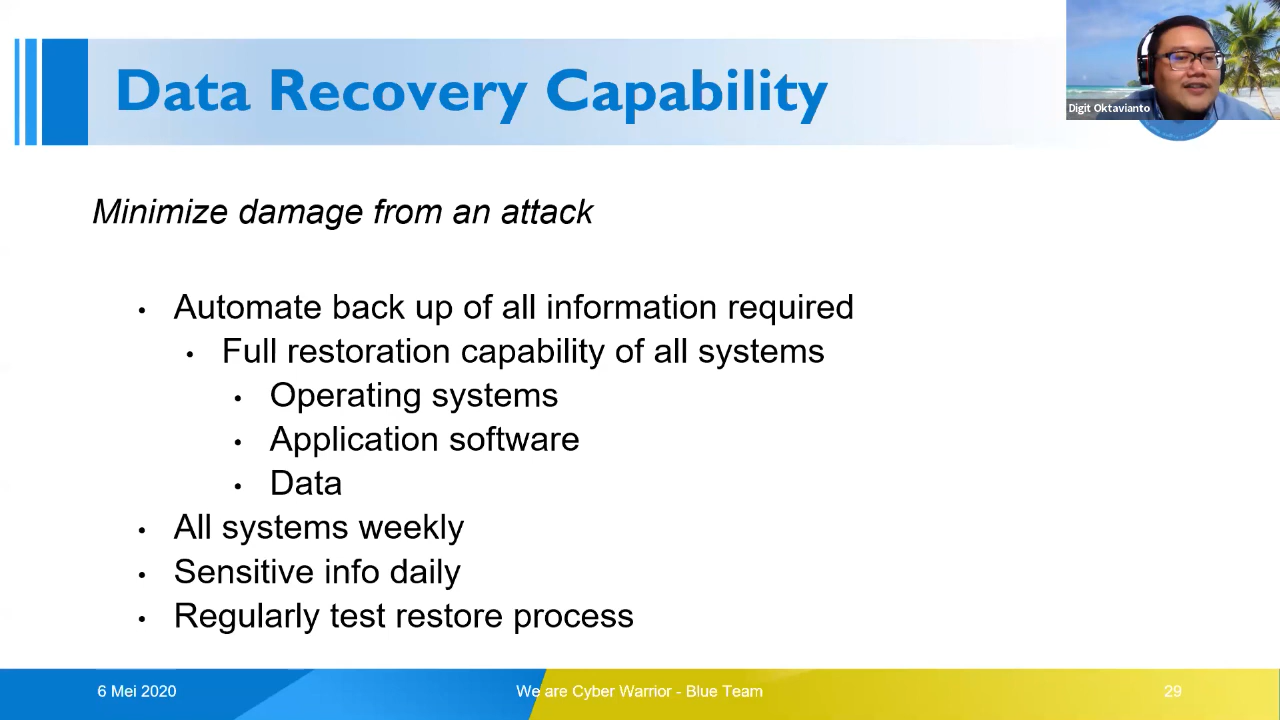 Data Recovery Capability
Digit Oktavianto
Minimize damage from an attack
• Automate back up of all information required
• Full restoration capability of all systems
• Operating systems
• Application software
• Data
• All systems weekly
• Sensitive info daily
• Regularly test restore process
6 Mei 2020
We are Cyber Warrior - Blue Team
29